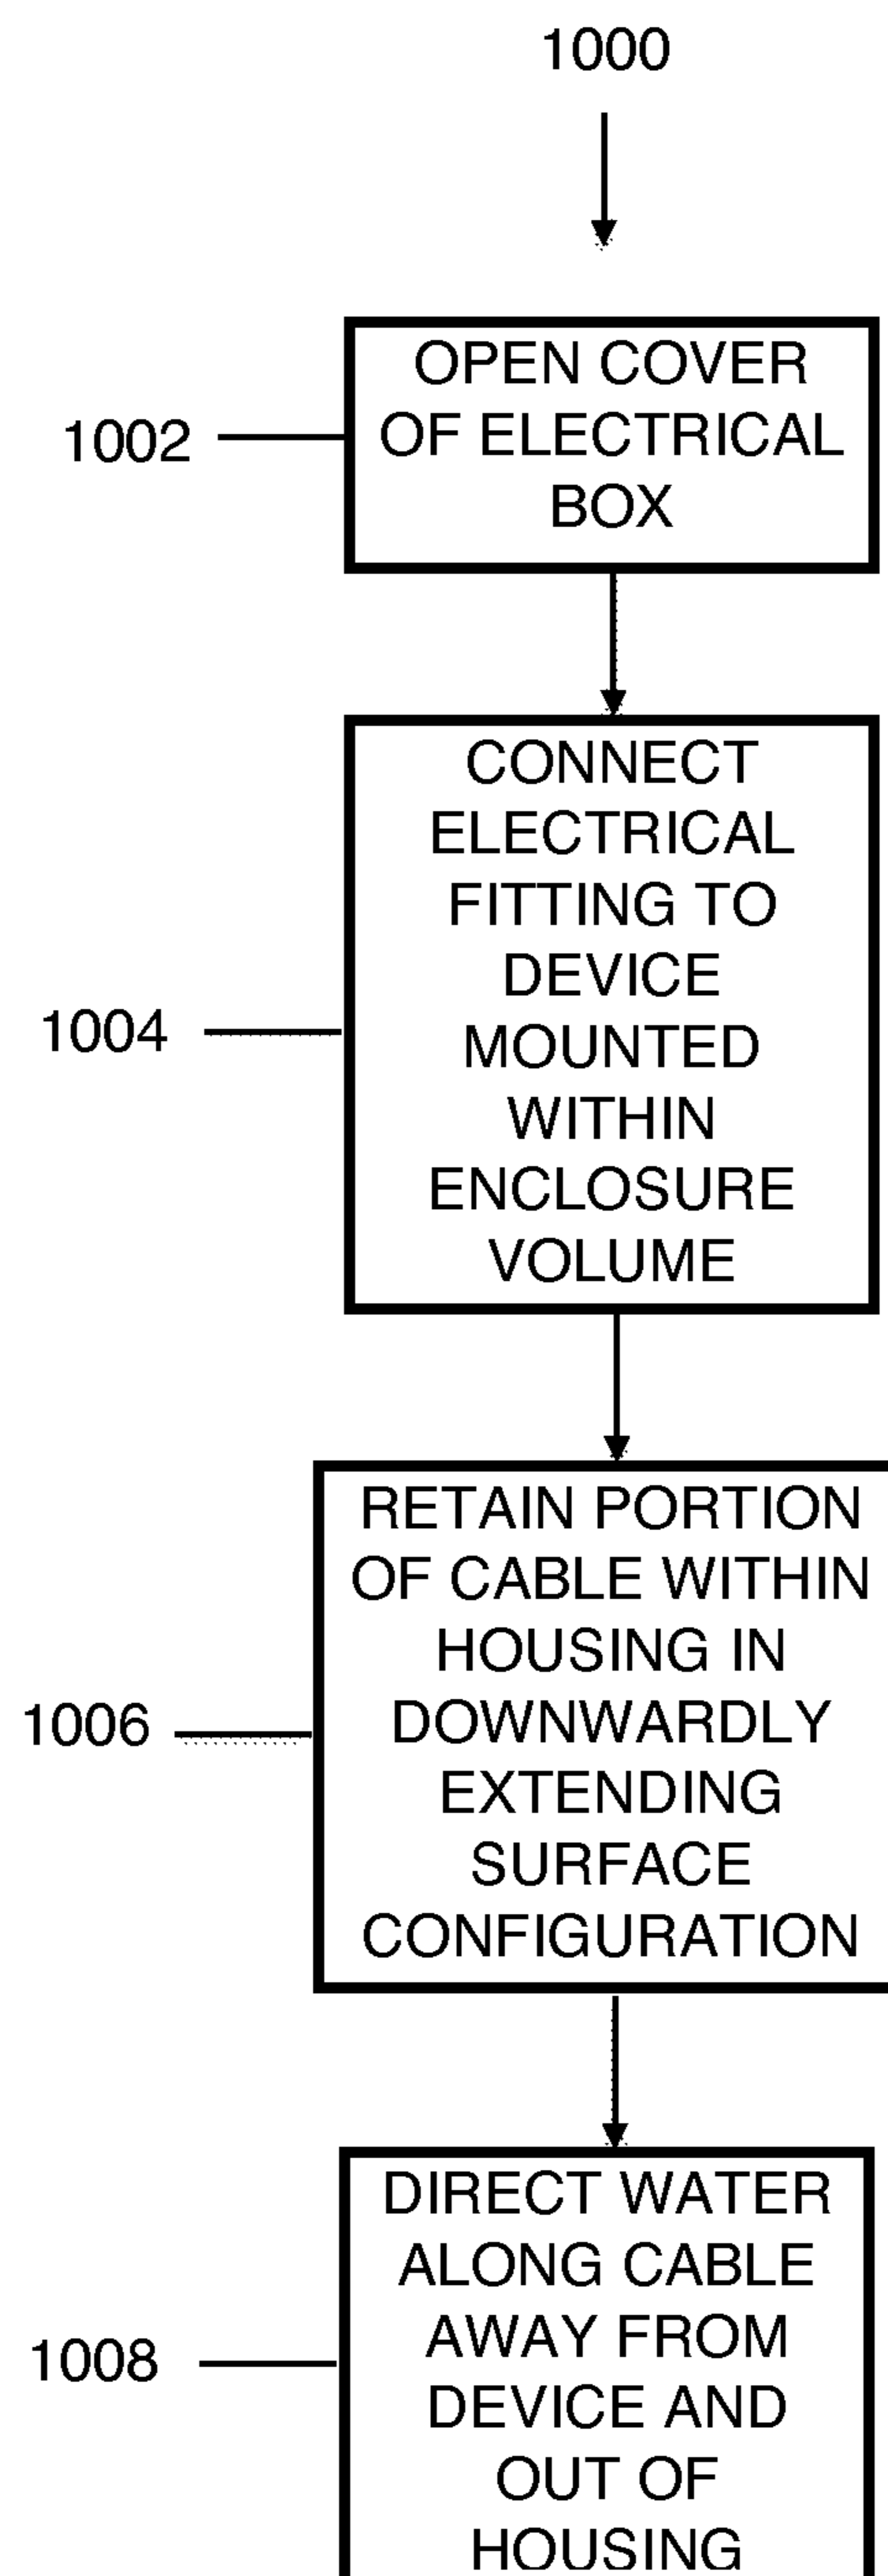 1000
OPEN COVER
OF ELECTRICAL
BOX
1002
CONNECT
ELECTRICAL
FITTING TO
DEVICE
MOUNTED
WITHIN
ENCLOSURE
VOLUME
1004
RETAIN PORTION
OF CABLE WITHIN
HOUSING IN
DOWNWARDLY
EXTENDING
SURFACE
CONFIGURATION
1006
DIRECT WATER
ALONG CABLE
AWAY FROM
DEVICE AND
OUT OF
HOUSING
1008